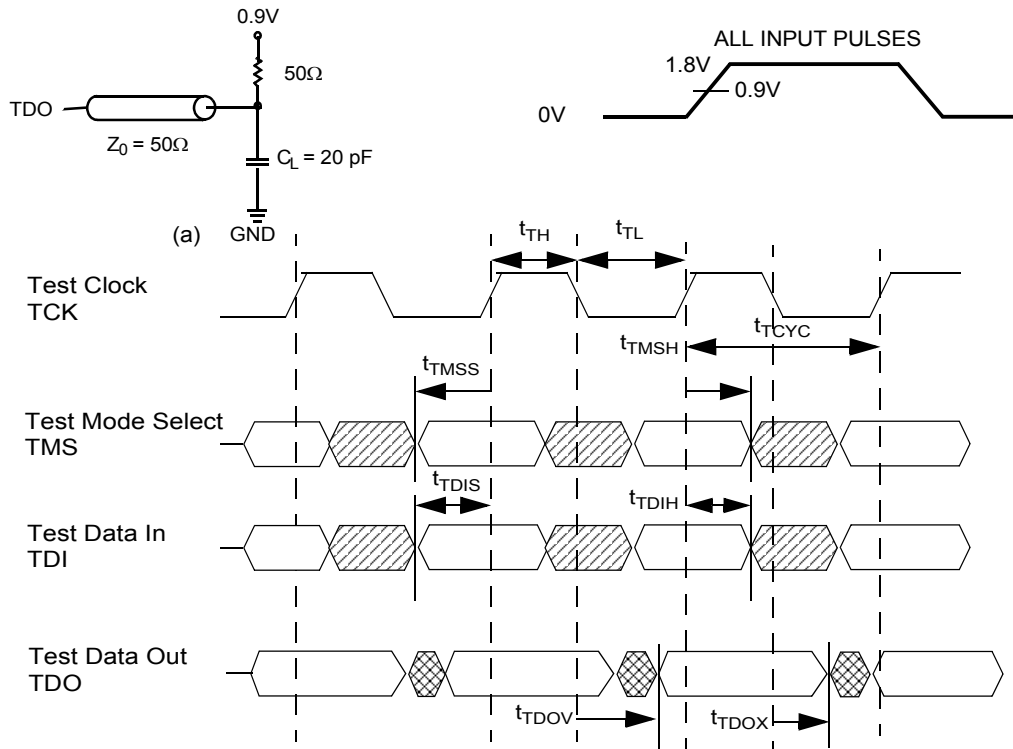 0.9V
50Ω
TDO
Z0 = 50Ω
CL = 20 pF
(a)
GND
ALL INPUT PULSES
1.8V
0.9V
0V
tTH
tTL
Test Clock
TCK
tTCYC
tTMSH
tTMSS
Test Mode Select
TMS
tTDIS
tTDIH
Test Data In
TDI
Test Data Out
TDO
tTDOV
tTDOX